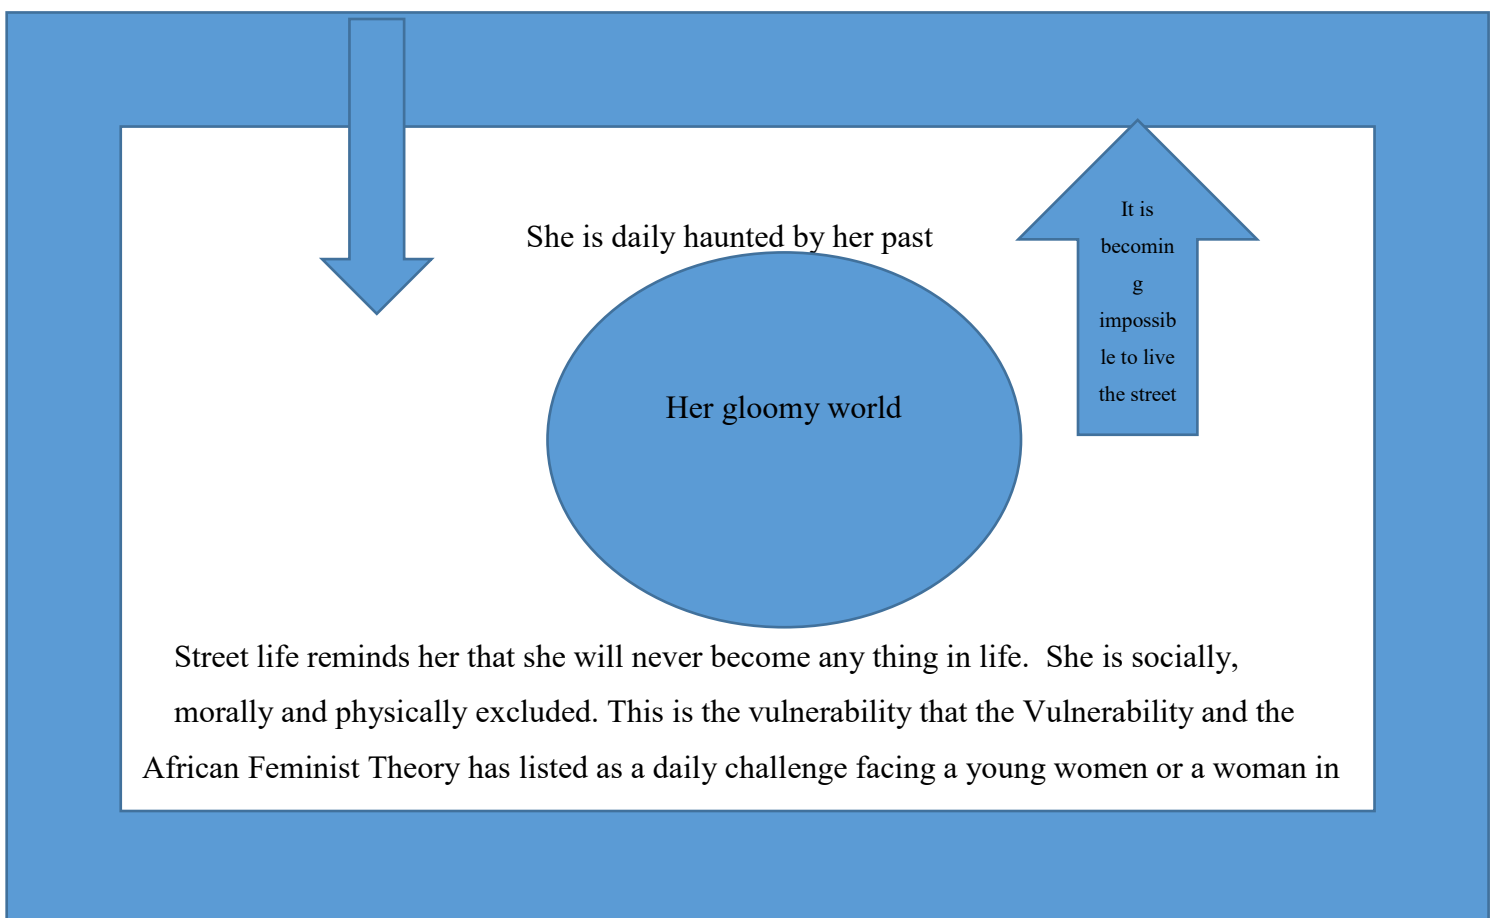 She is daily haunted by her past
It is
becomin
g
impossib
le to live
the street
Her gloomy world
Street life reminds her that she will never become any thing in life.  She is socially,
morally and physically excluded. This is the vulnerability that the Vulnerability and the
African Feminist Theory has listed as a daily challenge facing a young women or a woman in